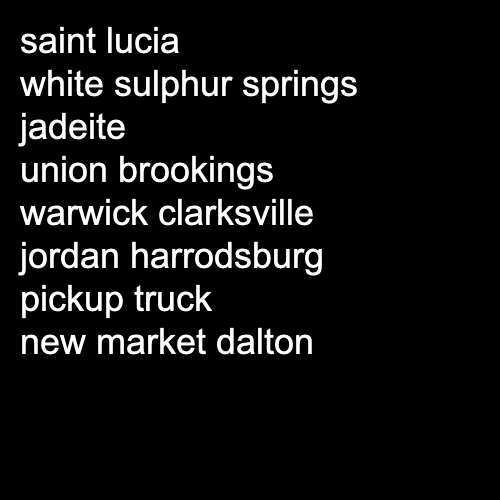 saint lucia
white sulphur springs
jadeite
union brookings
warwick clarksville
jordan harrodsburg
pickup truck
new market dalton